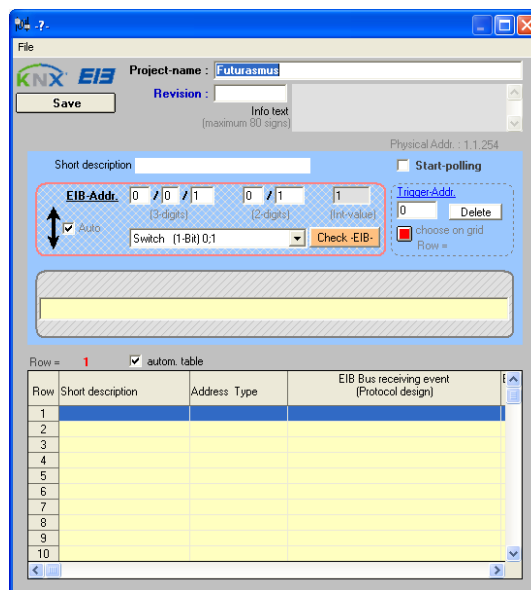 -?-
File
KNX EIB
Project-name : Futurasmus
Save
Revision :
Info text
(maximum 80 signs)
Physical Addr. : 1.1.254
Short description
Start-polling
EIB-Addr. 0 / 0 / 1 0 / 1 1
(3-digits) (2-digits) (Int-value)
Auto
Switch (1-Bit) 0;1 Check -EIB-
Trigger-Addr.
0 Delete
choose on grid
Row =
Row = 1 autom. table
Row Short description Address Type EIB Bus receiving event
(Protocol design)
1
2
3
4
5
6
7
8
9
10